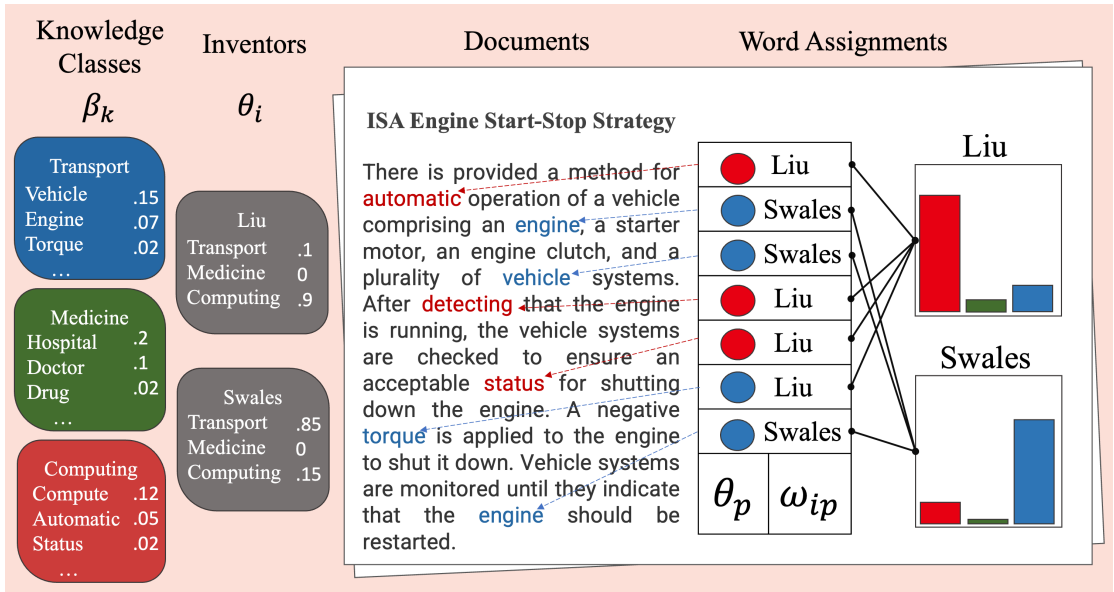 Knowledge
Classes
β_k
Inventors
θ_i
Documents
Word Assignments
Transport
Vehicle .15
Engine .07
Torque .02
...
Medicine
Hospital .2
Doctor .1
Drug .02
...
Computing
Compute .12
Automatic .05
Status .02
...
Liu
Transport .1
Medicine 0
Computing .9
Swales
Transport .85
Medicine 0
Computing .15
ISA Engine Start-Stop Strategy
There is provided a method for
automatic operation of a vehicle
comprising an engine, a starter
motor, an engine clutch, and a
plurality of vehicle systems.
After detecting that the engine
is running, the vehicle systems
are checked to ensure an
acceptable status for shutting
down the engine. A negative
torque is applied to the engine
to shut it down. Vehicle systems
are monitored until they indicate
that the engine should be
restarted.
Liu
Swales
Swales
Liu
Liu
Liu
Swales
θ_p ω_ip
Liu
Swales